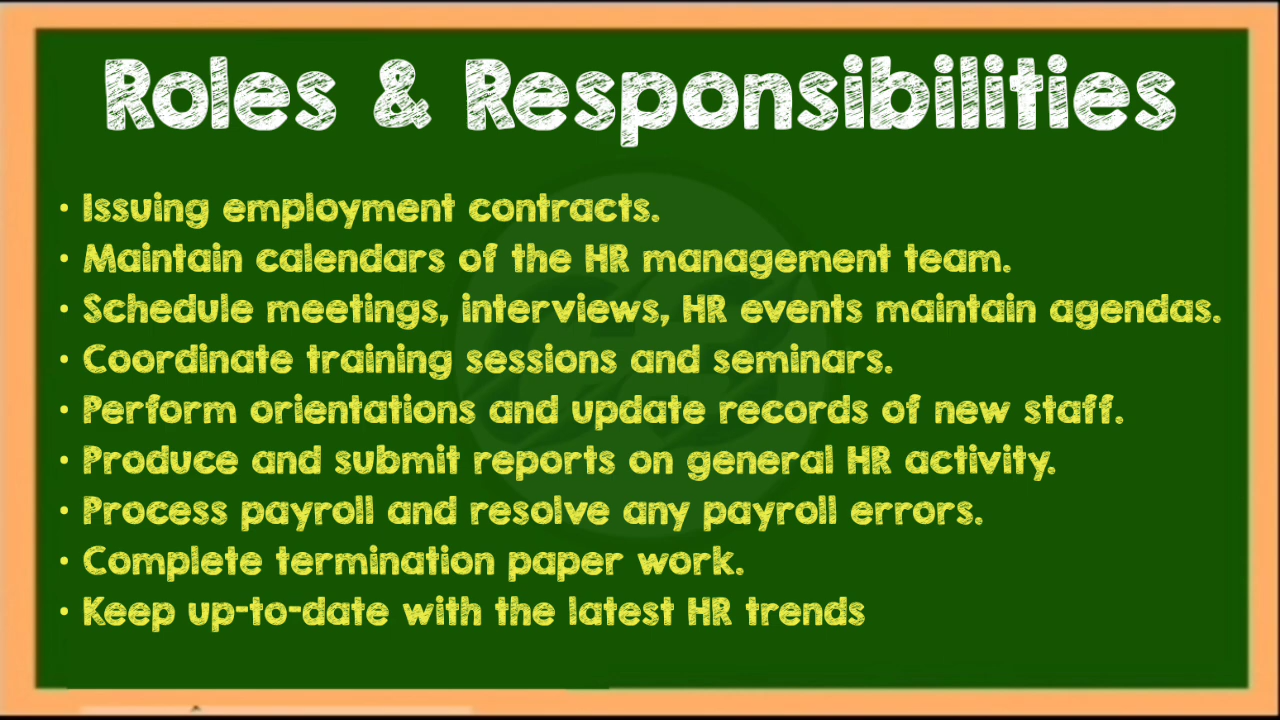 Roles & Responsibilities
• Issuing employment contracts.
• Maintain calendars of the HR management team.
• Schedule meetings, interviews, HR events maintain agendas.
• Coordinate training sessions and seminars.
• Perform orientations and update records of new staff.
• Produce and submit reports on general HR activity.
• Process payroll and resolve any payroll errors.
• Complete termination paper work.
• Keep up-to-date with the latest HR trends